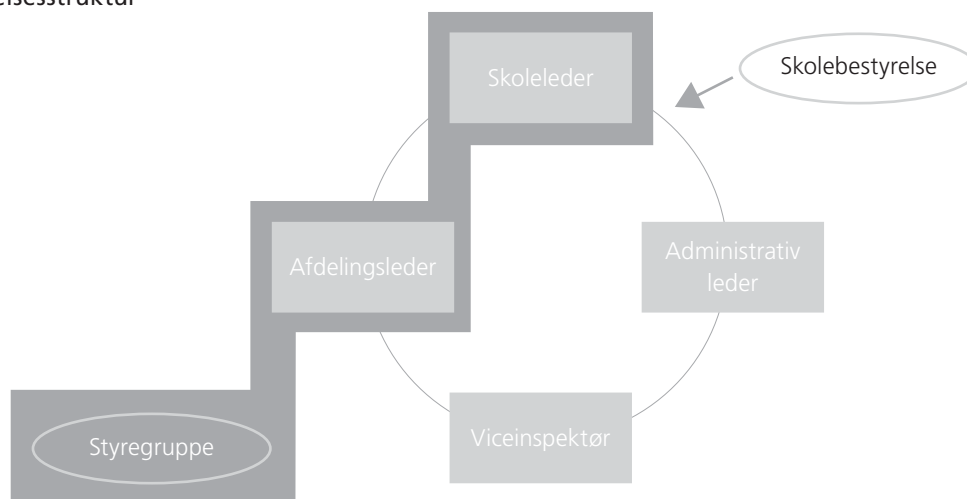 Skoleleder
Skolebestyrelse
Afdelingsleder
Administrativ
leder
Styregruppe
Viceinspektør